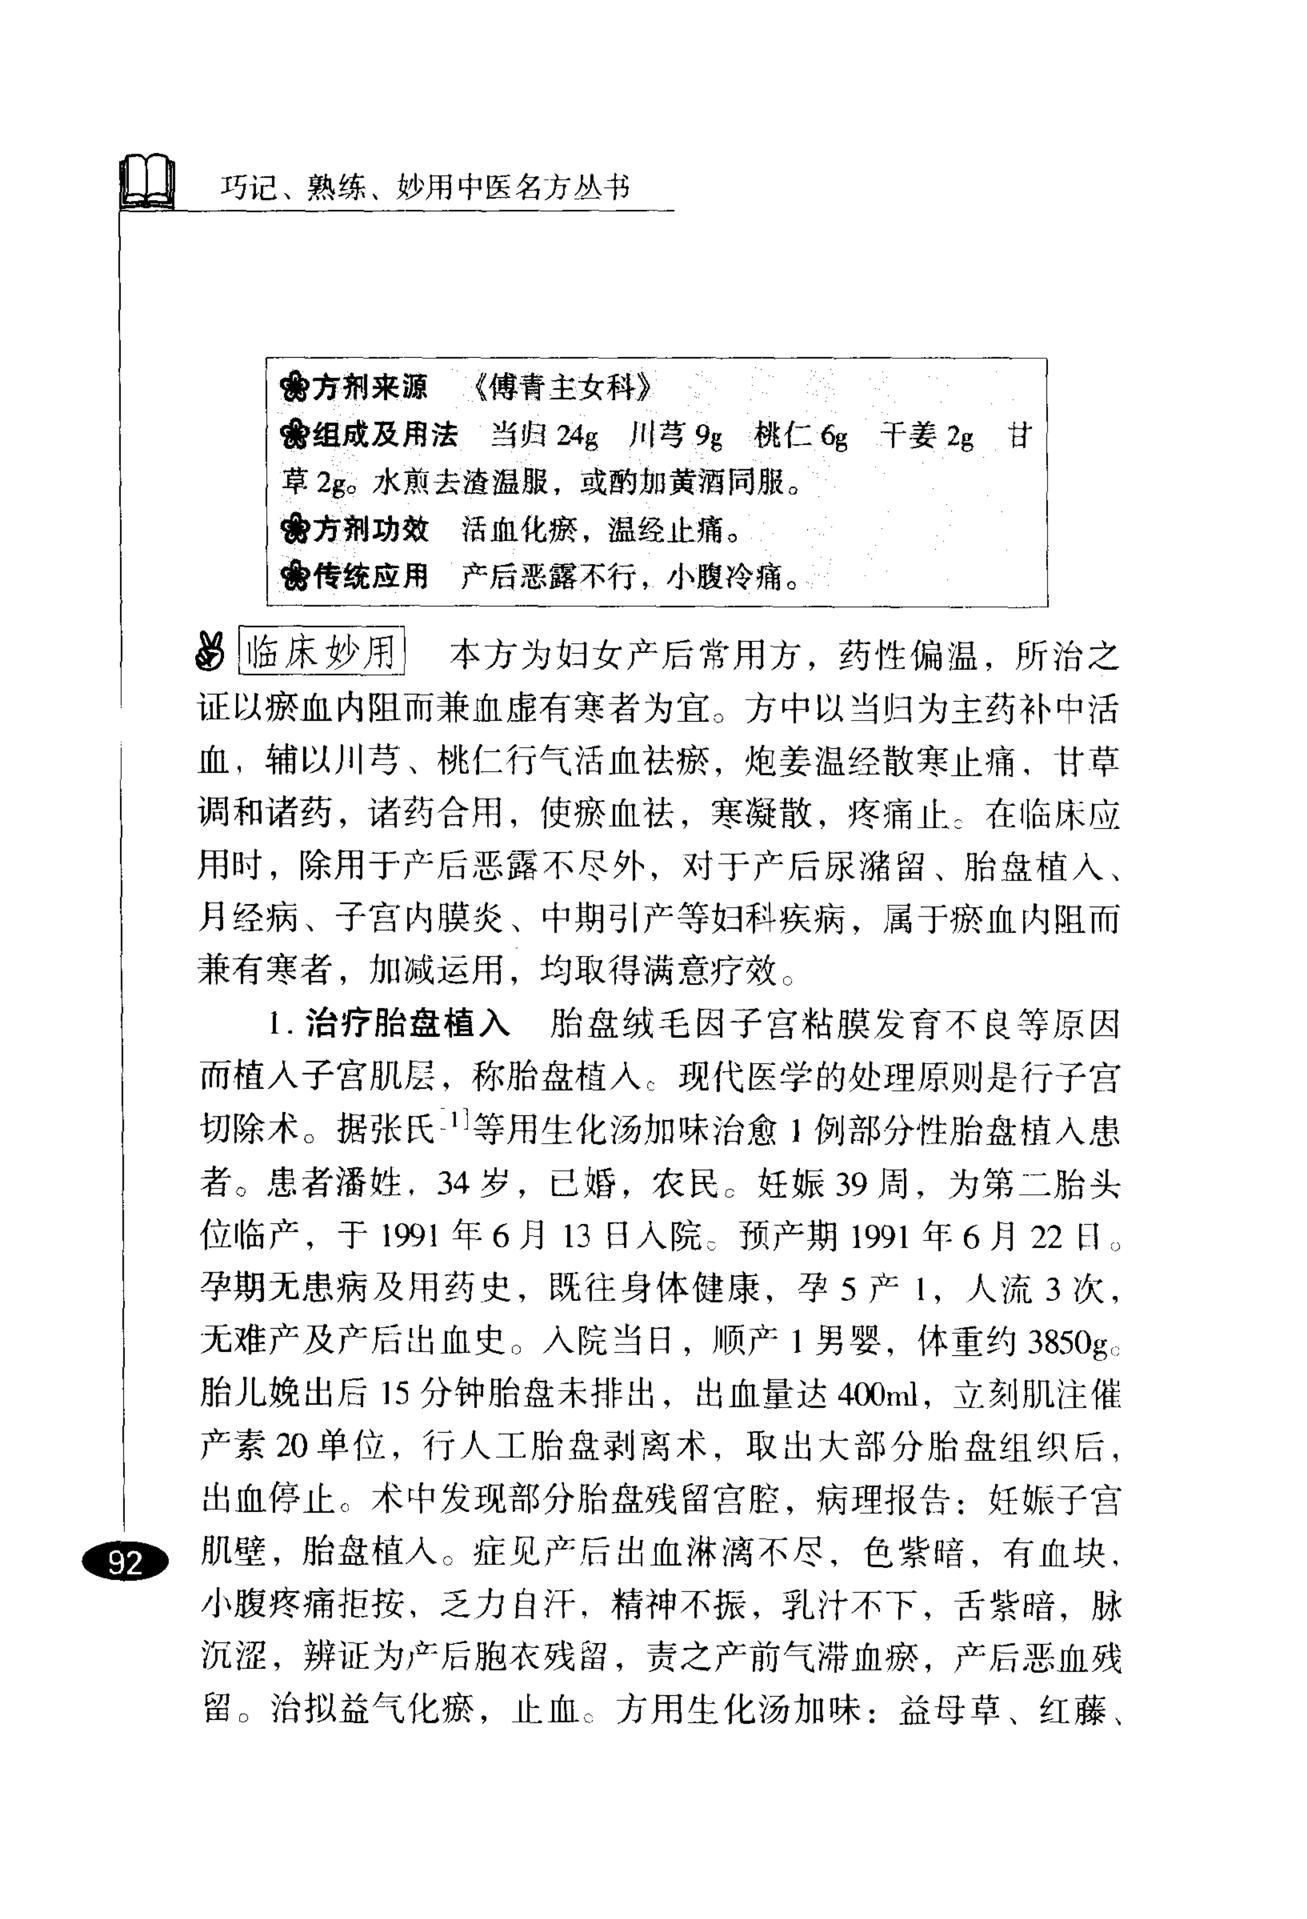 巧记、熟练、妙用中医名方丛书
方剂来源 《傅青主女科》
组成及用法 当归 24g 川芎 9g 桃仁 6g 干姜 2g 甘
草 2g。水煎去渣温服，或酌加黄酒同服。
方剂功效 活血化瘀，温经止痛。
传统应用 产后恶露不行，小腹冷痛。
临床妙用 本方为妇女产后常用方，药性偏温，所治之
证以瘀血内阻而兼血虚有寒者为宜。方中以当归为主药补中活
血，辅以川芎、桃仁行气活血祛瘀，炮姜温经散寒止痛，甘草
调和诸药，诸药合用，使瘀血祛，寒凝散，疼痛止。在临床应
用时，除用于产后恶露不尽外，对于产后尿潴留、胎盘植入、
月经病、子宫内膜炎、中期引产等妇科疾病，属于瘀血内阻而
兼有寒者，加减运用，均取得满意疗效。
1. 治疗胎盘植入 胎盘绒毛因子宫粘膜发育不良等原因
而植入子宫肌层，称胎盘植入。现代医学的处理原则是行子宫
切除术。据张氏[1]等用生化汤加味治愈 1 例部分性胎盘植入患
者。患者潘姓，34 岁，已婚，农民。妊娠 39 周，为第二胎头
位临产，于 1991 年 6 月 13 日入院。预产期 1991 年 6 月 22 日。
孕期无患病及用药史，既往身体健康，孕 5 产 1，人流 3 次，
无难产及产后出血史。入院当日，顺产 1 男婴，体重约 3850g。
胎儿娩出后 15 分钟胎盘未排出，出血量达 400ml，立刻肌注催
产素 20 单位，行人工胎盘剥离术，取出大部分胎盘组织后，
出血停止。术中发现部分胎盘残留宫腔，病理报告：妊娠子宫
肌壁，胎盘植入。症见产后出血淋漓不尽，色紫暗，有血块，
小腹疼痛拒按，乏力自汗，精神不振，乳汁不下，舌紫暗，脉
沉涩，辨证为产后胞衣残留，责之产前气滞血瘀，产后恶血残
留。治拟益气化瘀，止血。方用生化汤加味：益母草、红藤、
92